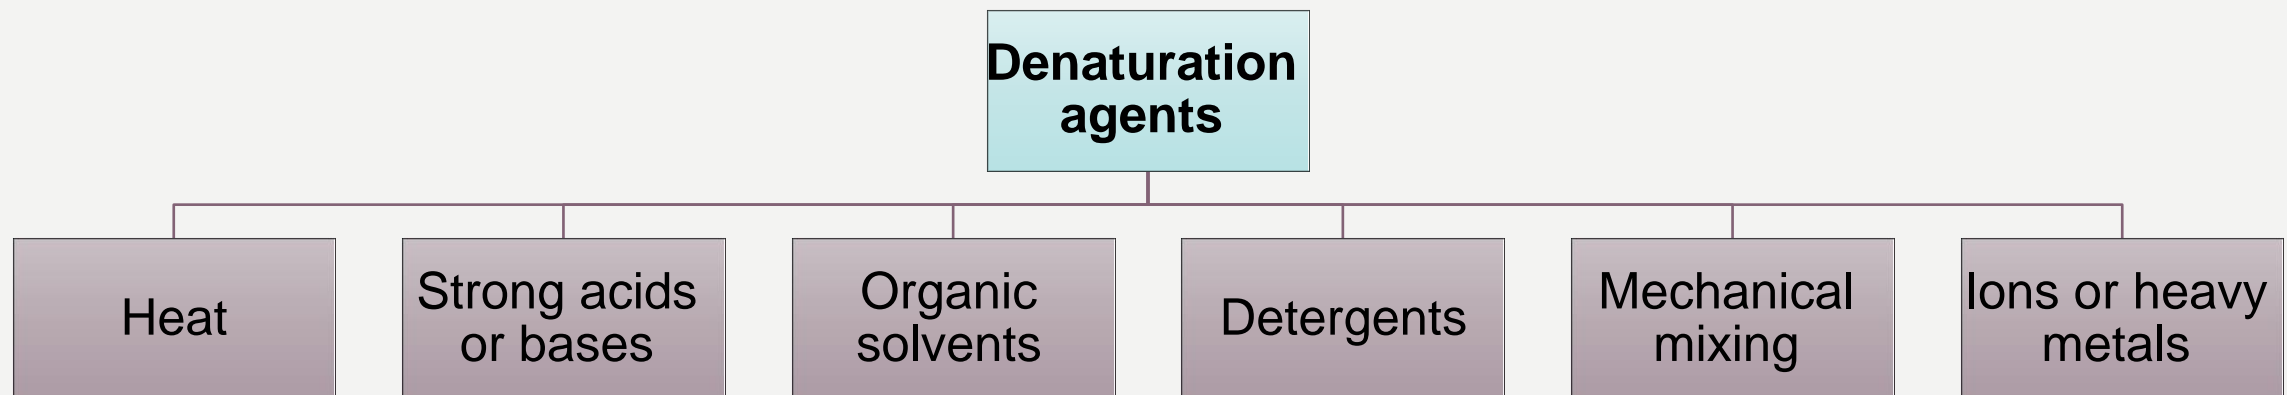 Denaturation
agents
Heat
Strong acids
or bases
Organic
solvents
Detergents
Mechanical
mixing
Ions or heavy
metals